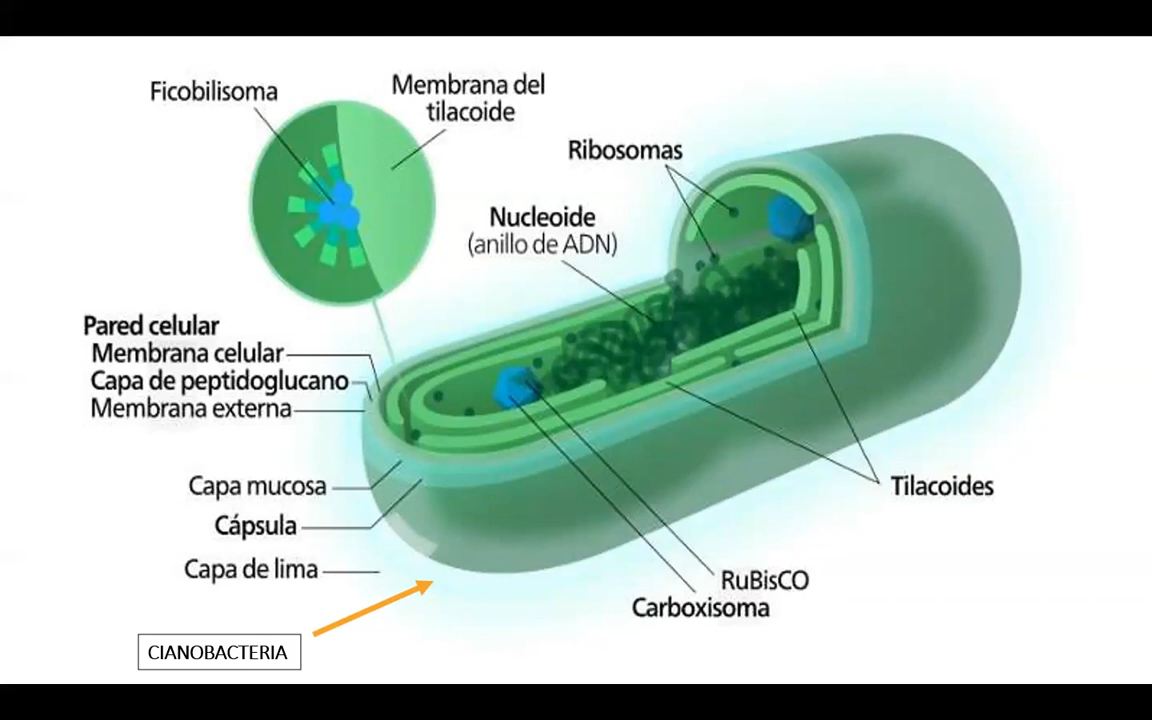 Ficobilisoma
Membrana del
tilacoide
Ribosomas
Nucleoide
(anillo de ADN)
Pared celular
Membrana celular
Capa de peptidoglucano
Membrana externa
Capa mucosa
Cápsula
Capa de lima
Tilacoides
RuBisCO
Carboxisoma
CIANOBACTERIA